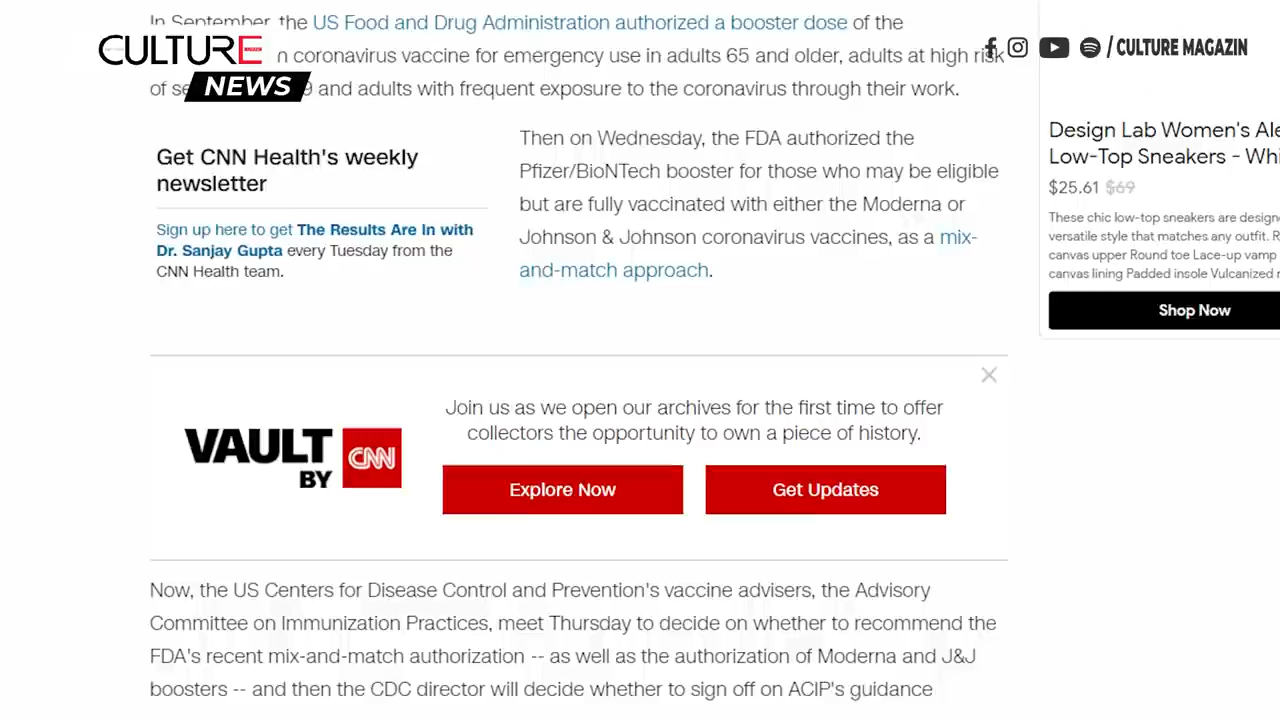 In September, the US Food and Drug Administration authorized a booster dose of the
CULTURE
coronavirus vaccine for emergency use in adults 65 and older, adults at high risk
/ CULTURE MAGAZIN
NEWS
of 9 and adults with frequent exposure to the coronavirus through their work.
Get CNN Health's weekly
newsletter
Sign up here to get The Results Are In with
Dr. Sanjay Gupta every Tuesday from the
CNN Health team.
Then on Wednesday, the FDA authorized the
Pfizer/BioNTech booster for those who may be eligible
but are fully vaccinated with either the Moderna or
Johnson & Johnson coronavirus vaccines, as a mix-
and-match approach.
Design Lab Women's Ale
Low-Top Sneakers - Whi
$25.61 $69
These chic low-top sneakers are designe
versatile style that matches any outfit. R
canvas upper Round toe Lace-up vamp
canvas lining Padded insole Vulcanized r
Shop Now
VAULT
BY CNN
Join us as we open our archives for the first time to offer
collectors the opportunity to own a piece of history.
Explore Now
Get Updates
Now, the US Centers for Disease Control and Prevention's vaccine advisers, the Advisory
Committee on Immunization Practices, meet Thursday to decide on whether to recommend the
FDA's recent mix-and-match authorization -- as well as the authorization of Moderna and J&J
boosters -- and then the CDC director will decide whether to sign off on ACIP's guidance